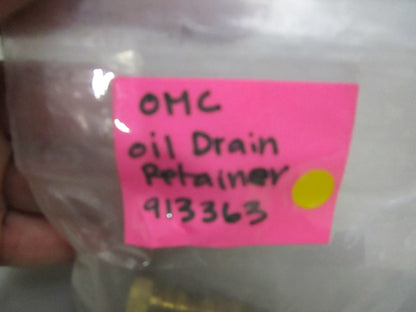 OMC
oil Drain
Retainer
913363